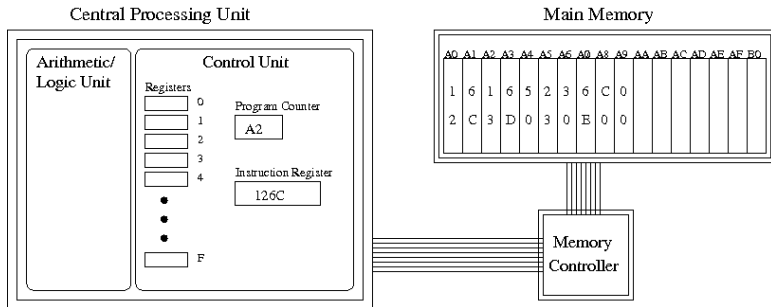 Central Processing Unit
Main Memory
Arithmetic/
Logic Unit
Control Unit
Registers
0
1
2
3
4
F
Program Counter
A2
Instruction Register
126C
A0 A1 A2 A3 A4 A5 A6 A0 A8 A9 AA AB AC AD AE AF B0
1 6 1 6 5 2 3 6 C 0
2 C 3 D 0 3 0 E 0 0
Memory
Controller